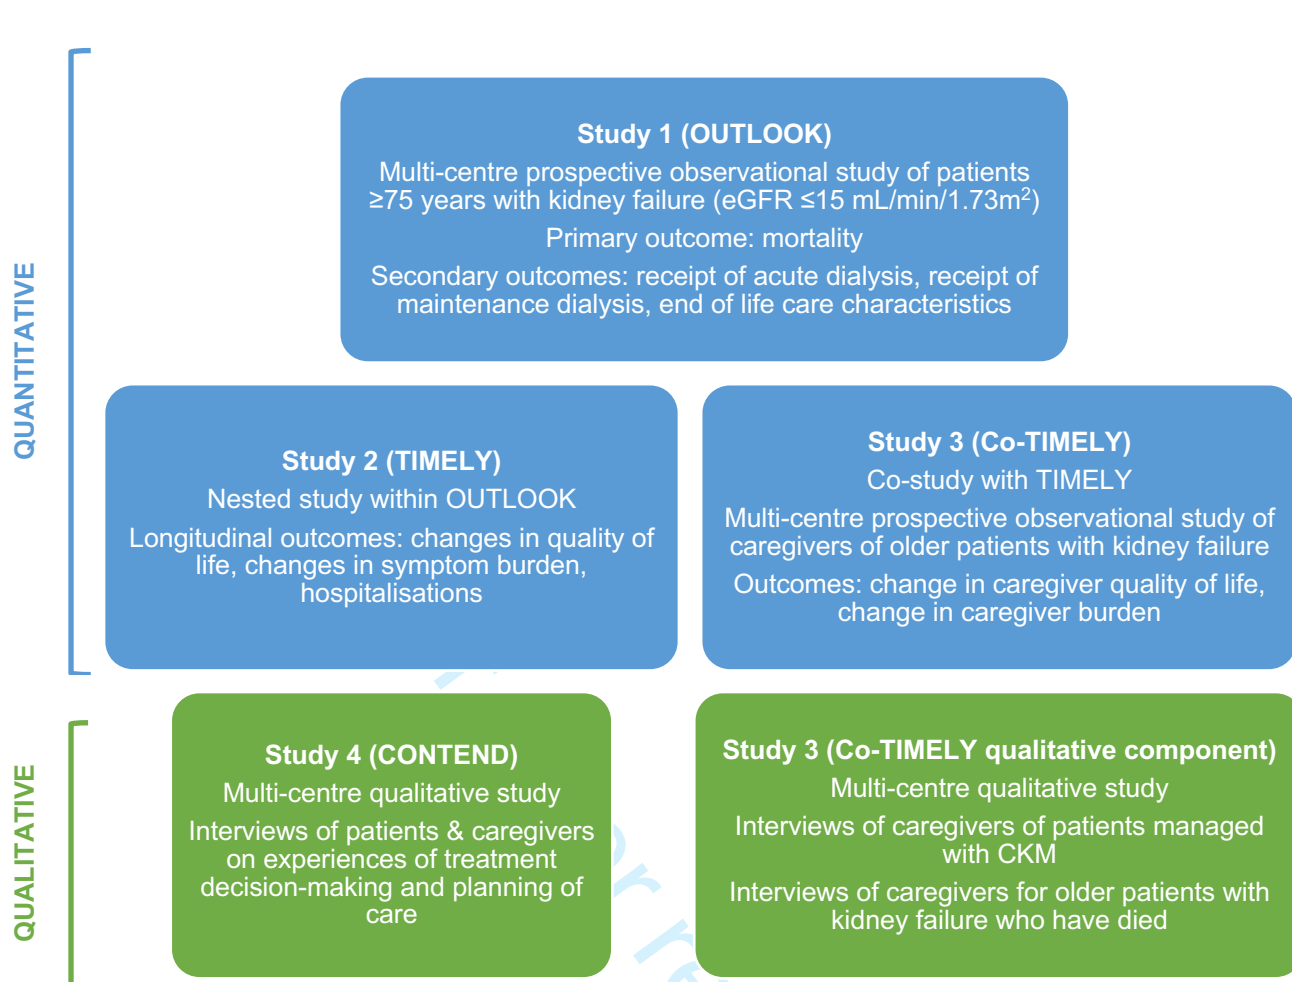 QUANTITATIVE
Study 1 (OUTLOOK)
Multi-centre prospective observational study of patients
≥75 years with kidney failure (eGFR ≤15 mL/min/1.73m²)
Primary outcome: mortality
Secondary outcomes: receipt of acute dialysis, receipt of
maintenance dialysis, end of life care characteristics
Study 2 (TIMELY)
Nested study within OUTLOOK
Longitudinal outcomes: changes in quality of
life, changes in symptom burden,
hospitalisations
Study 3 (Co-TIMELY)
Co-study with TIMELY
Multi-centre prospective observational study of
caregivers of older patients with kidney failure
Outcomes: change in caregiver quality of life,
change in caregiver burden
QUALITATIVE
Study 4 (CONTEND)
Multi-centre qualitative study
Interviews of patients & caregivers
on experiences of treatment
decision-making and planning of
care
Study 3 (Co-TIMELY qualitative component)
Multi-centre qualitative study
Interviews of caregivers of patients managed
with CKM
Interviews of caregivers for older patients with
kidney failure who have died